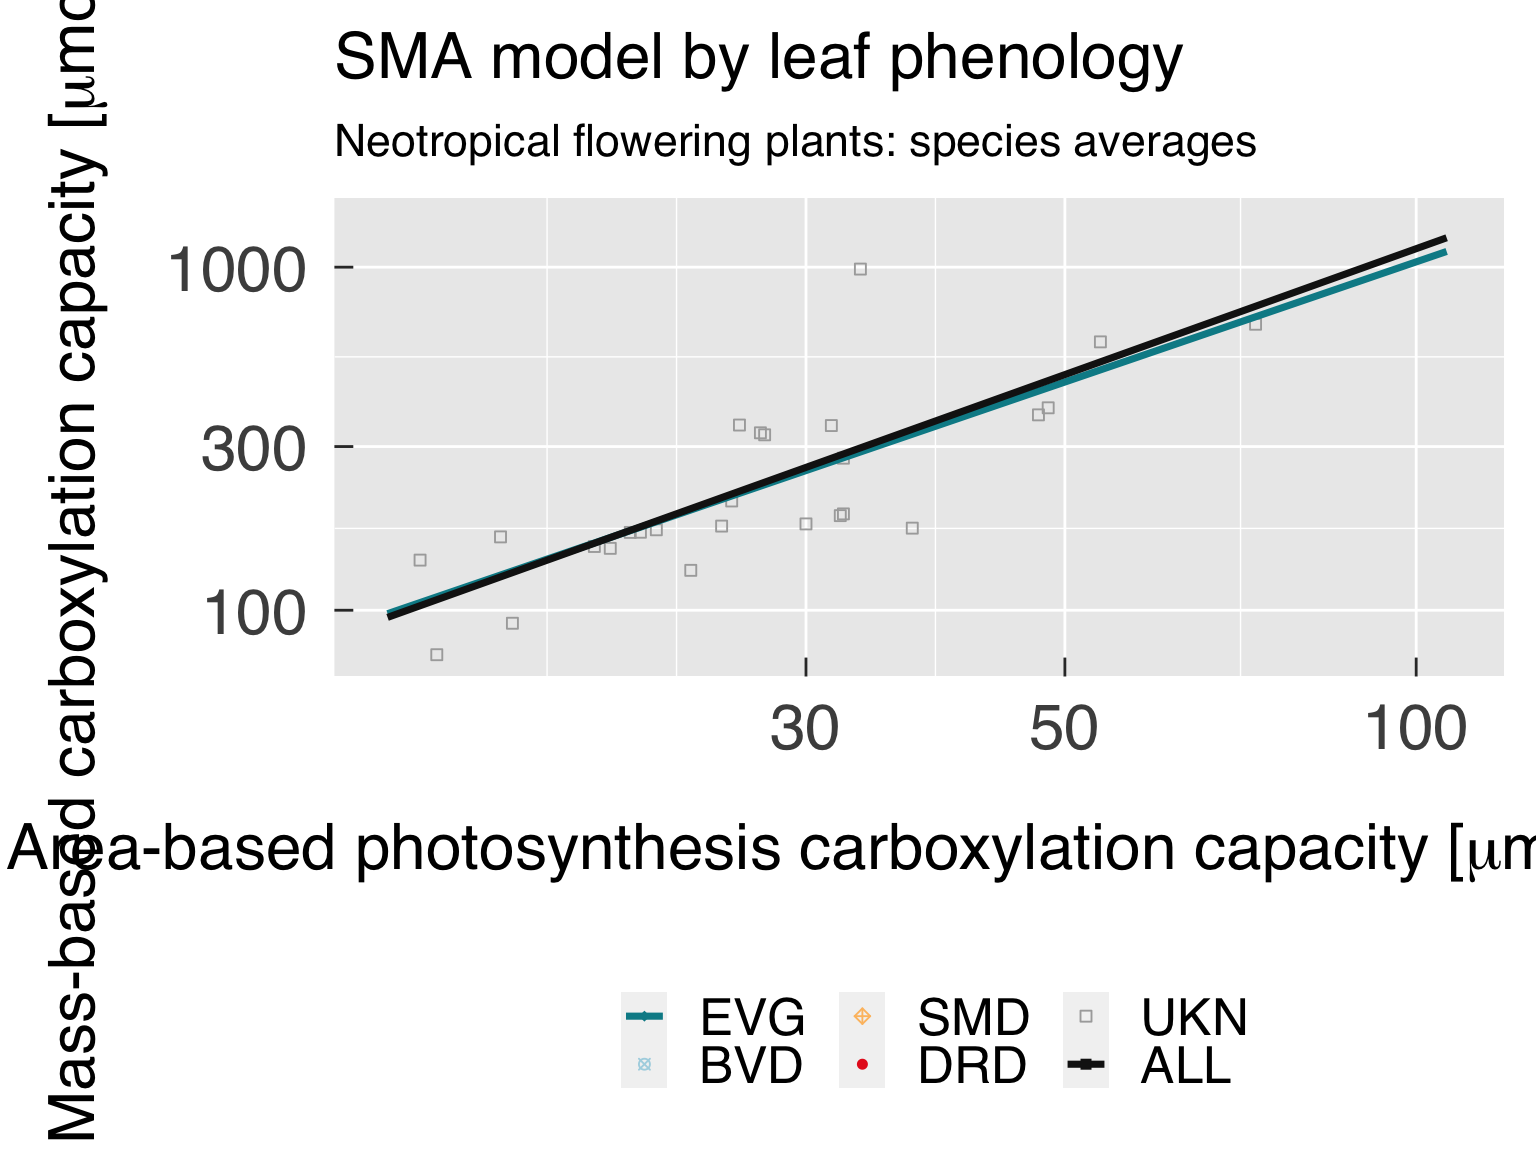 SMA model by leaf phenology
Neotropical flowering plants: species averages
Mass-based carboxylation capacity [μmo
1000
300
100
30 50 100
Area-based photosynthesis carboxylation capacity [μm
EVG SMD UKN
BVD DRD ALL